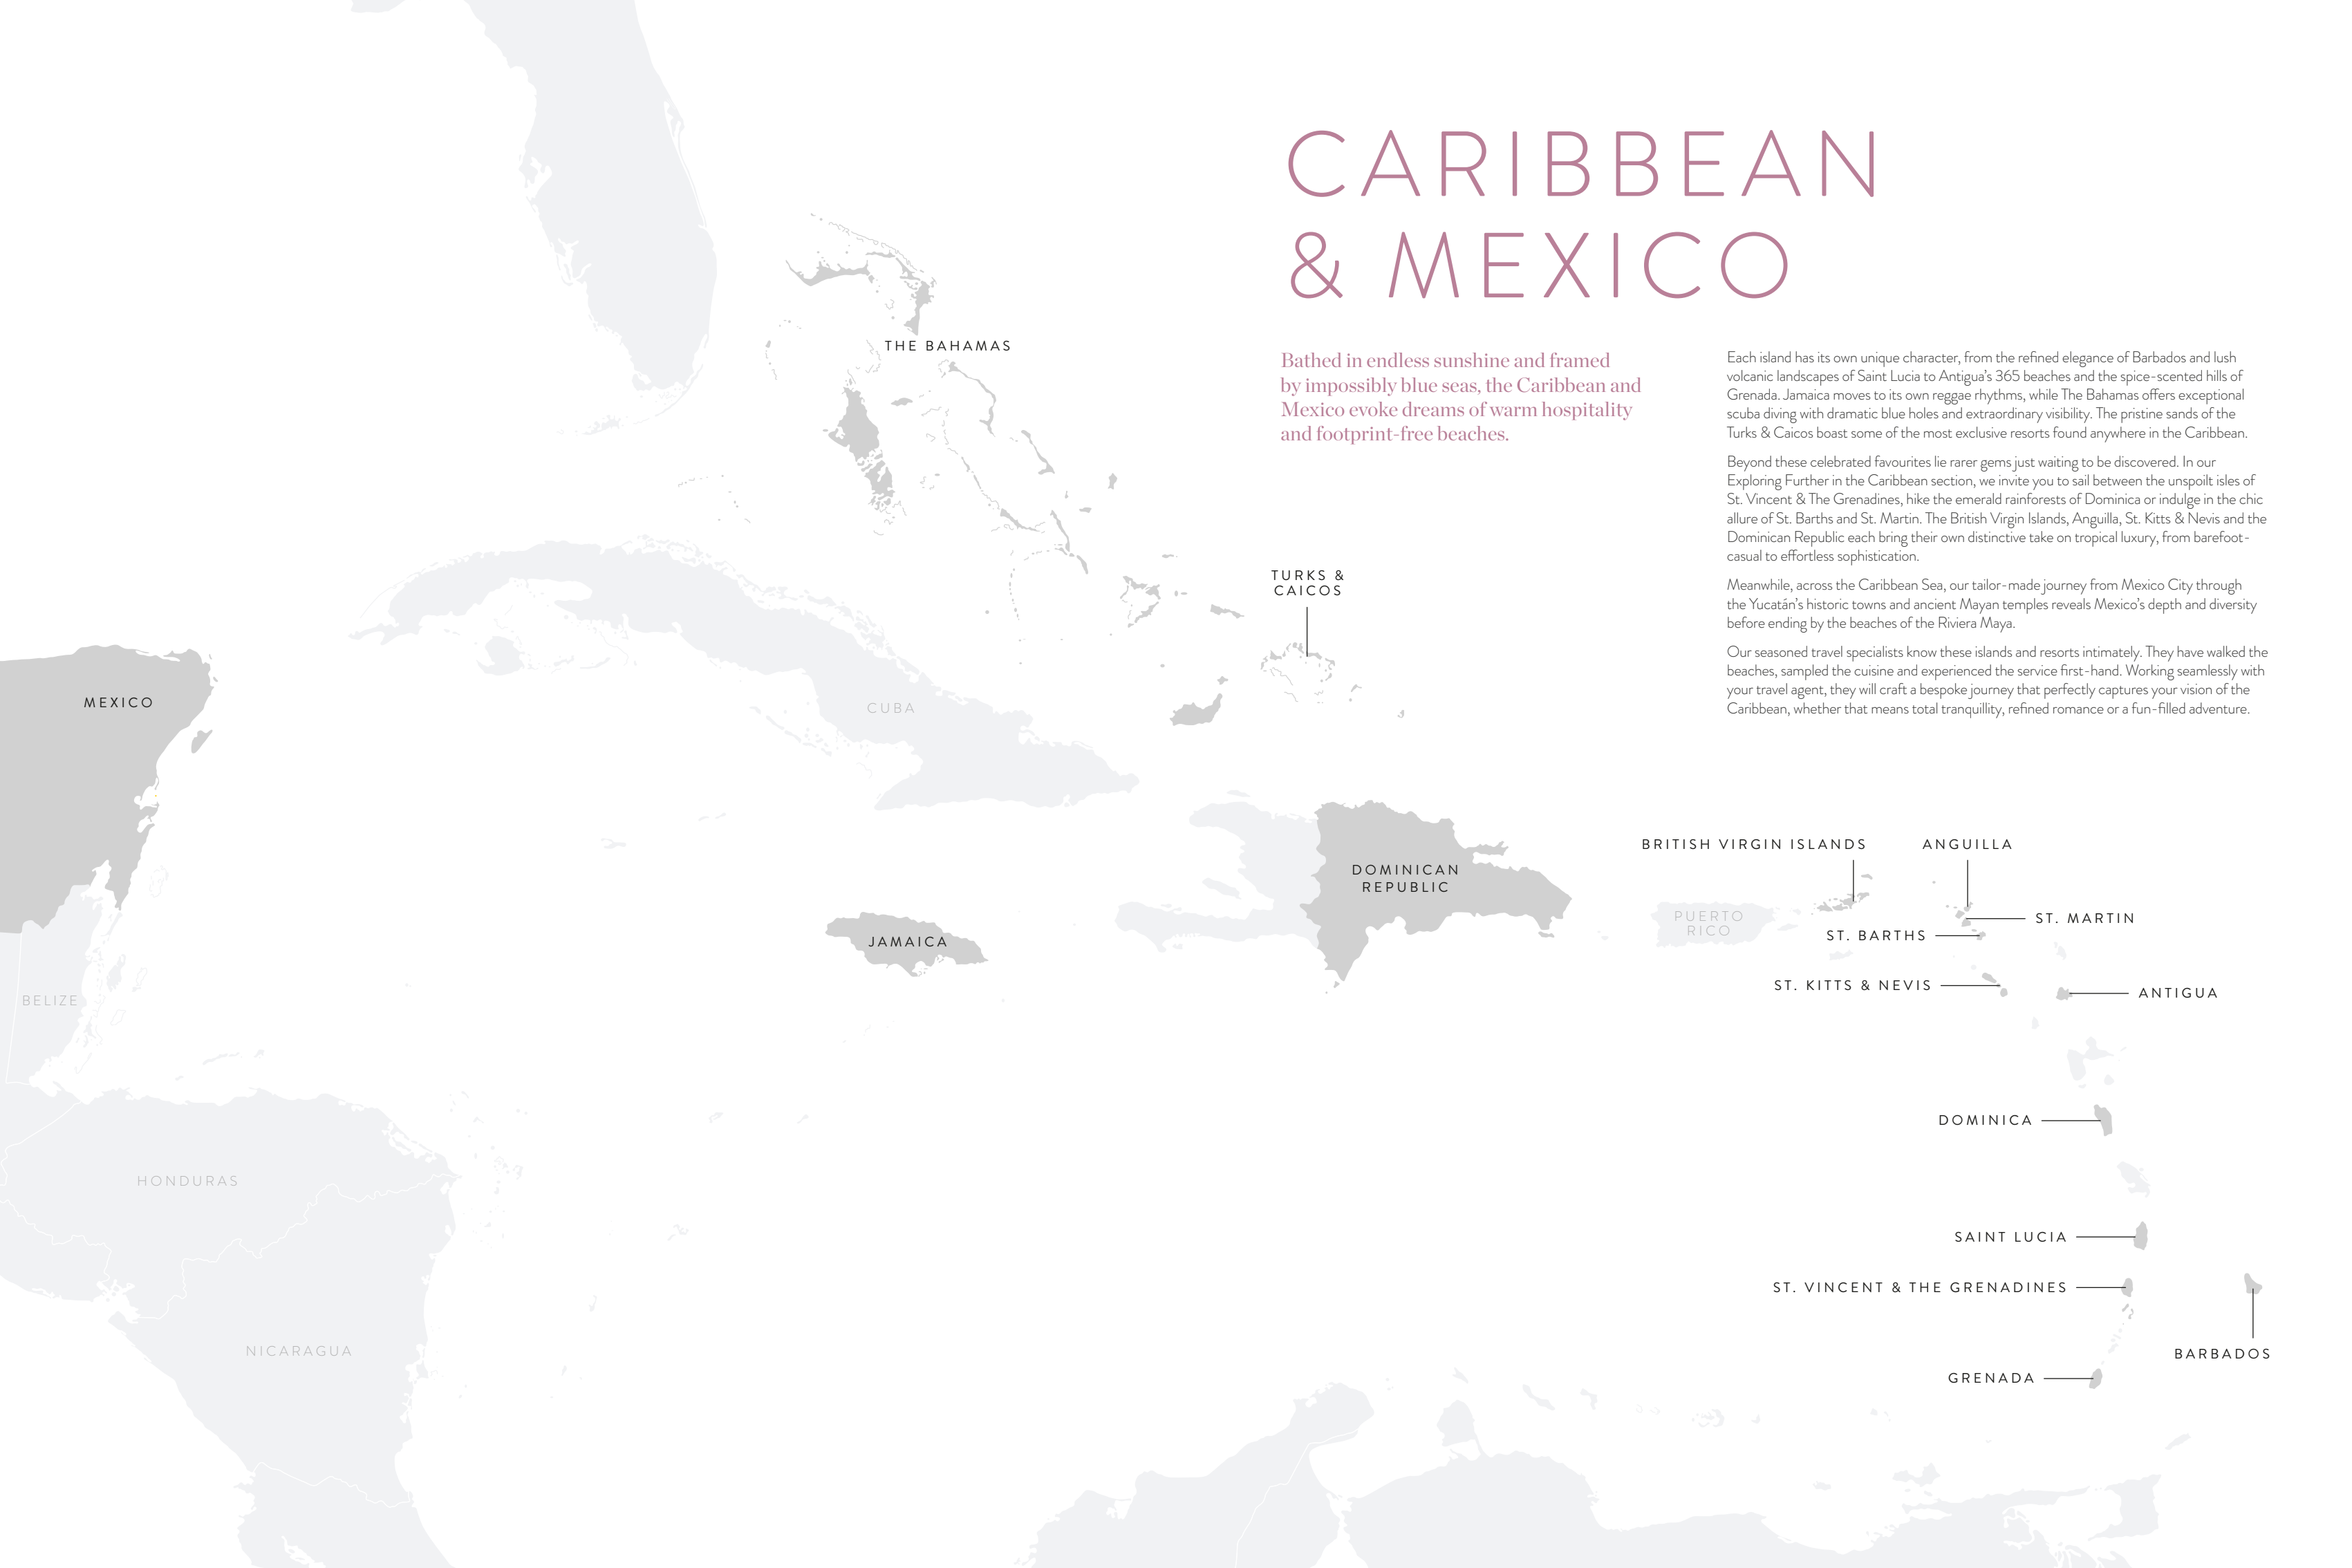 CARIBBEAN
& MEXICO
Bathed in endless sunshine and framed
by impossibly blue seas, the Caribbean and
Mexico evoke dreams of warm hospitality
and footprint-free beaches.
Each island has its own unique character, from the refined elegance of Barbados and lush
volcanic landscapes of Saint Lucia to Antigua’s 365 beaches and the spice-scented hills of
Grenada. Jamaica moves to its own reggae rhythms, while The Bahamas offers exceptional
scuba diving with dramatic blue holes and extraordinary visibility. The pristine sands of the
Turks & Caicos boast some of the most exclusive resorts found anywhere in the Caribbean.
Beyond these celebrated favourites lie rarer gems just waiting to be discovered. In our
Exploring Further in the Caribbean section, we invite you to sail between the unspoilt isles of
St. Vincent & The Grenadines, hike the emerald rainforests of Dominica or indulge in the chic
allure of St. Barths and St. Martin. The British Virgin Islands, Anguilla, St. Kitts & Nevis and the
Dominican Republic each bring their own distinctive take on tropical luxury, from barefoot-
casual to effortless sophistication.
Meanwhile, across the Caribbean Sea, our tailor-made journey from Mexico City through
the Yucatán’s historic towns and ancient Mayan temples reveals Mexico’s depth and diversity
before ending by the beaches of the Riviera Maya.
Our seasoned travel specialists know these islands and resorts intimately. They have walked the
beaches, sampled the cuisine and experienced the service first-hand. Working seamlessly with
your travel agent, they will craft a bespoke journey that perfectly captures your vision of the
Caribbean, whether that means total tranquillity, refined romance or a fun-filled adventure.
THE BAHAMAS
TURKS &
CAICOS
MEXICO
CUBA
BRITISH VIRGIN ISLANDS
ANGUILLA
DOMINICAN
REPUBLIC
PUERTO
RICO
ST. MARTIN
ST. BARTHS
JAMAICA
ST. KITTS & NEVIS
ANTIGUA
BELIZE
DOMINICA
HONDURAS
SAINT LUCIA
ST. VINCENT & THE GRENADINES
NICARAGUA
BARBADOS
GRENADA